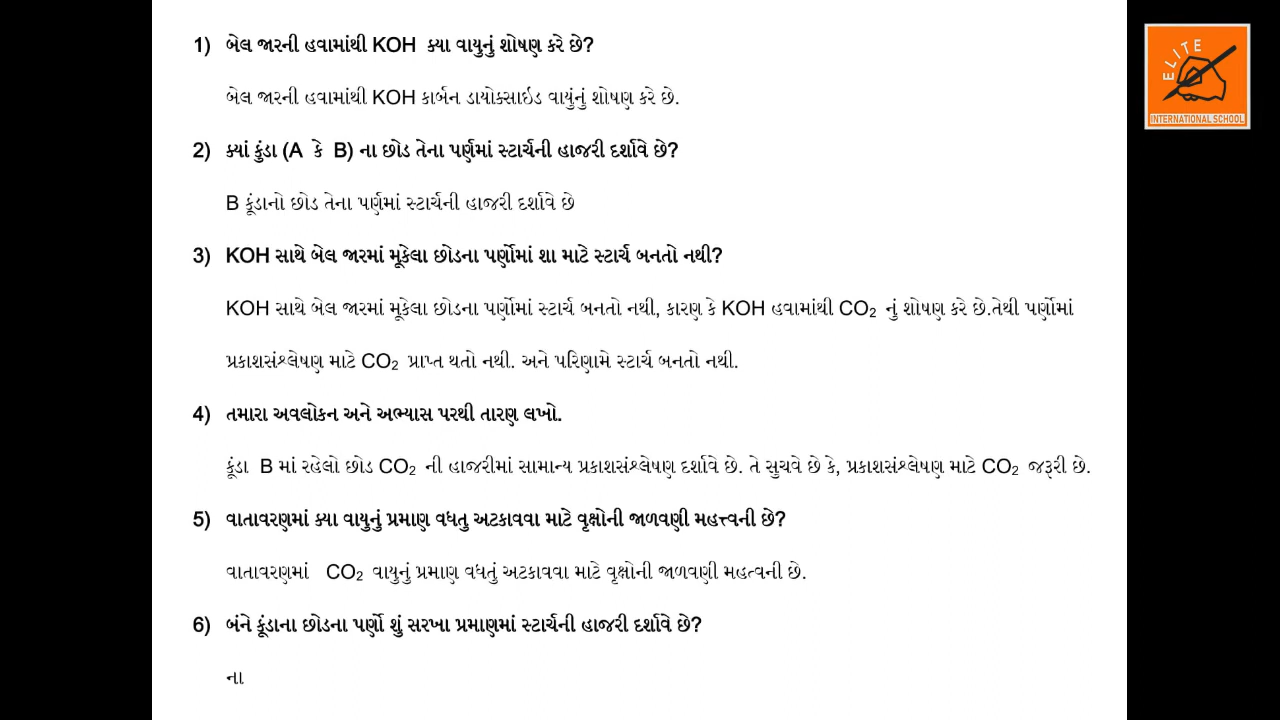 1) બેલ જારની હવામાંથી KOH ક્યા વાયુનું શોષણ કરે છે?
બેલ જારની હવામાંથી KOH કાર્બન ડાયોક્સાઇડ વાયુંનું શોષણ કરે છે.
2) ક્યાં કુંડા (A કે B) ના છોડ તેના પર્ણમાં સ્ટાર્ચની હાજરી દર્શાવે છે?
B કૂંડાનો છોડ તેના પર્ણમાં સ્ટાર્ચની હાજરી દર્શાવે છે
3) KOH સાથે બેલ જારમાં મૂકેલા છોડના પર્ણોમાં શા માટે સ્ટાર્ચ બનતો નથી?
KOH સાથે બેલ જારમાં મૂકેલા છોડના પર્ણોમાં સ્ટાર્ચ બનતો નથી, કારણ કે KOH હવામાંથી CO₂ નું શોષણ કરે છે.તેથી પર્ણોમાં
પ્રકાશસંશ્લેષણ માટે CO₂ પ્રાપ્ત થતો નથી. અને પરિણામે સ્ટાર્ચ બનતો નથી.
4) તમારા અવલોકન અને અભ્યાસ પરથી તારણ લખો.
કૂંડા B માં રહેલો છોડ CO₂ ની હાજરીમાં સામાન્ય પ્રકાશસંશ્લેષણ દર્શાવે છે. તે સુચવે છે કે, પ્રકાશસંશ્લેષણ માટે CO₂ જરૂરી છે.
5) વાતાવરણમાં ક્યા વાયુનું પ્રમાણ વધતુ અટકાવવા માટે વૃક્ષોની જાળવણી મહત્ત્વની છે?
વાતાવરણમાં CO₂ વાયુનું પ્રમાણ વધતું અટકાવવા માટે વૃક્ષોની જાળવણી મહત્વની છે.
6) બંને કૂંડાના છોડના પર્ણો શું સરખા પ્રમાણમાં સ્ટાર્ચની હાજરી દર્શાવે છે?
ના
ELITE
INTERNATIONAL SCHOOL